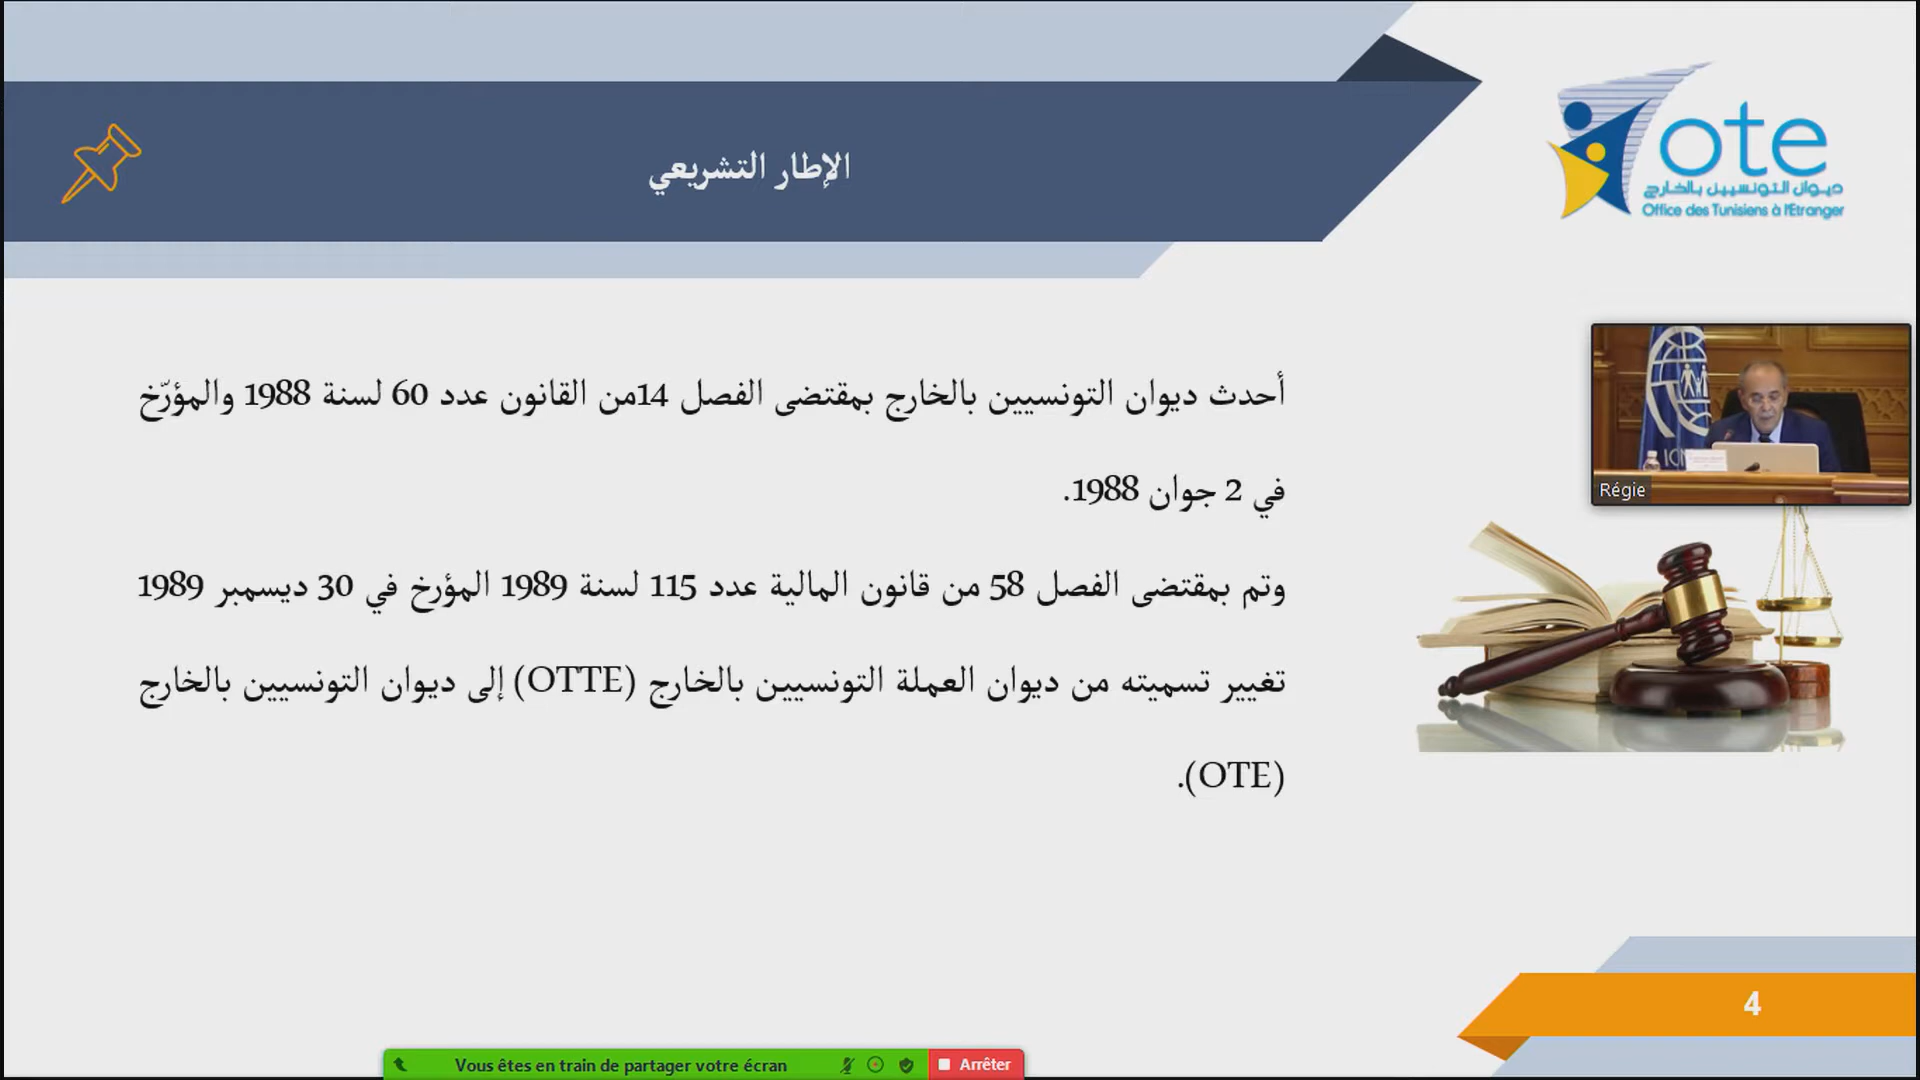 الإطار التشريعي
ote
ديوان التونسيين بالخارج
Office des Tunisiens à l'Etranger
أحدث ديوان التونسيين بالخارج بمقتضى الفصل 14من القانون عدد 60 لسنة 1988 والمؤرّخ
في 2 جوان 1988.
وتم بمقتضى الفصل 58 من قانون المالية عدد 115 لسنة 1989 المؤرخ في 30 ديسمبر 1989
تغيير تسميته من ديوان العملة التونسيين بالخارج (OTTE) إلى ديوان التونسيين بالخارج
(OTE).
Régie
4
Vous êtes en train de partager votre écran
Arrêter